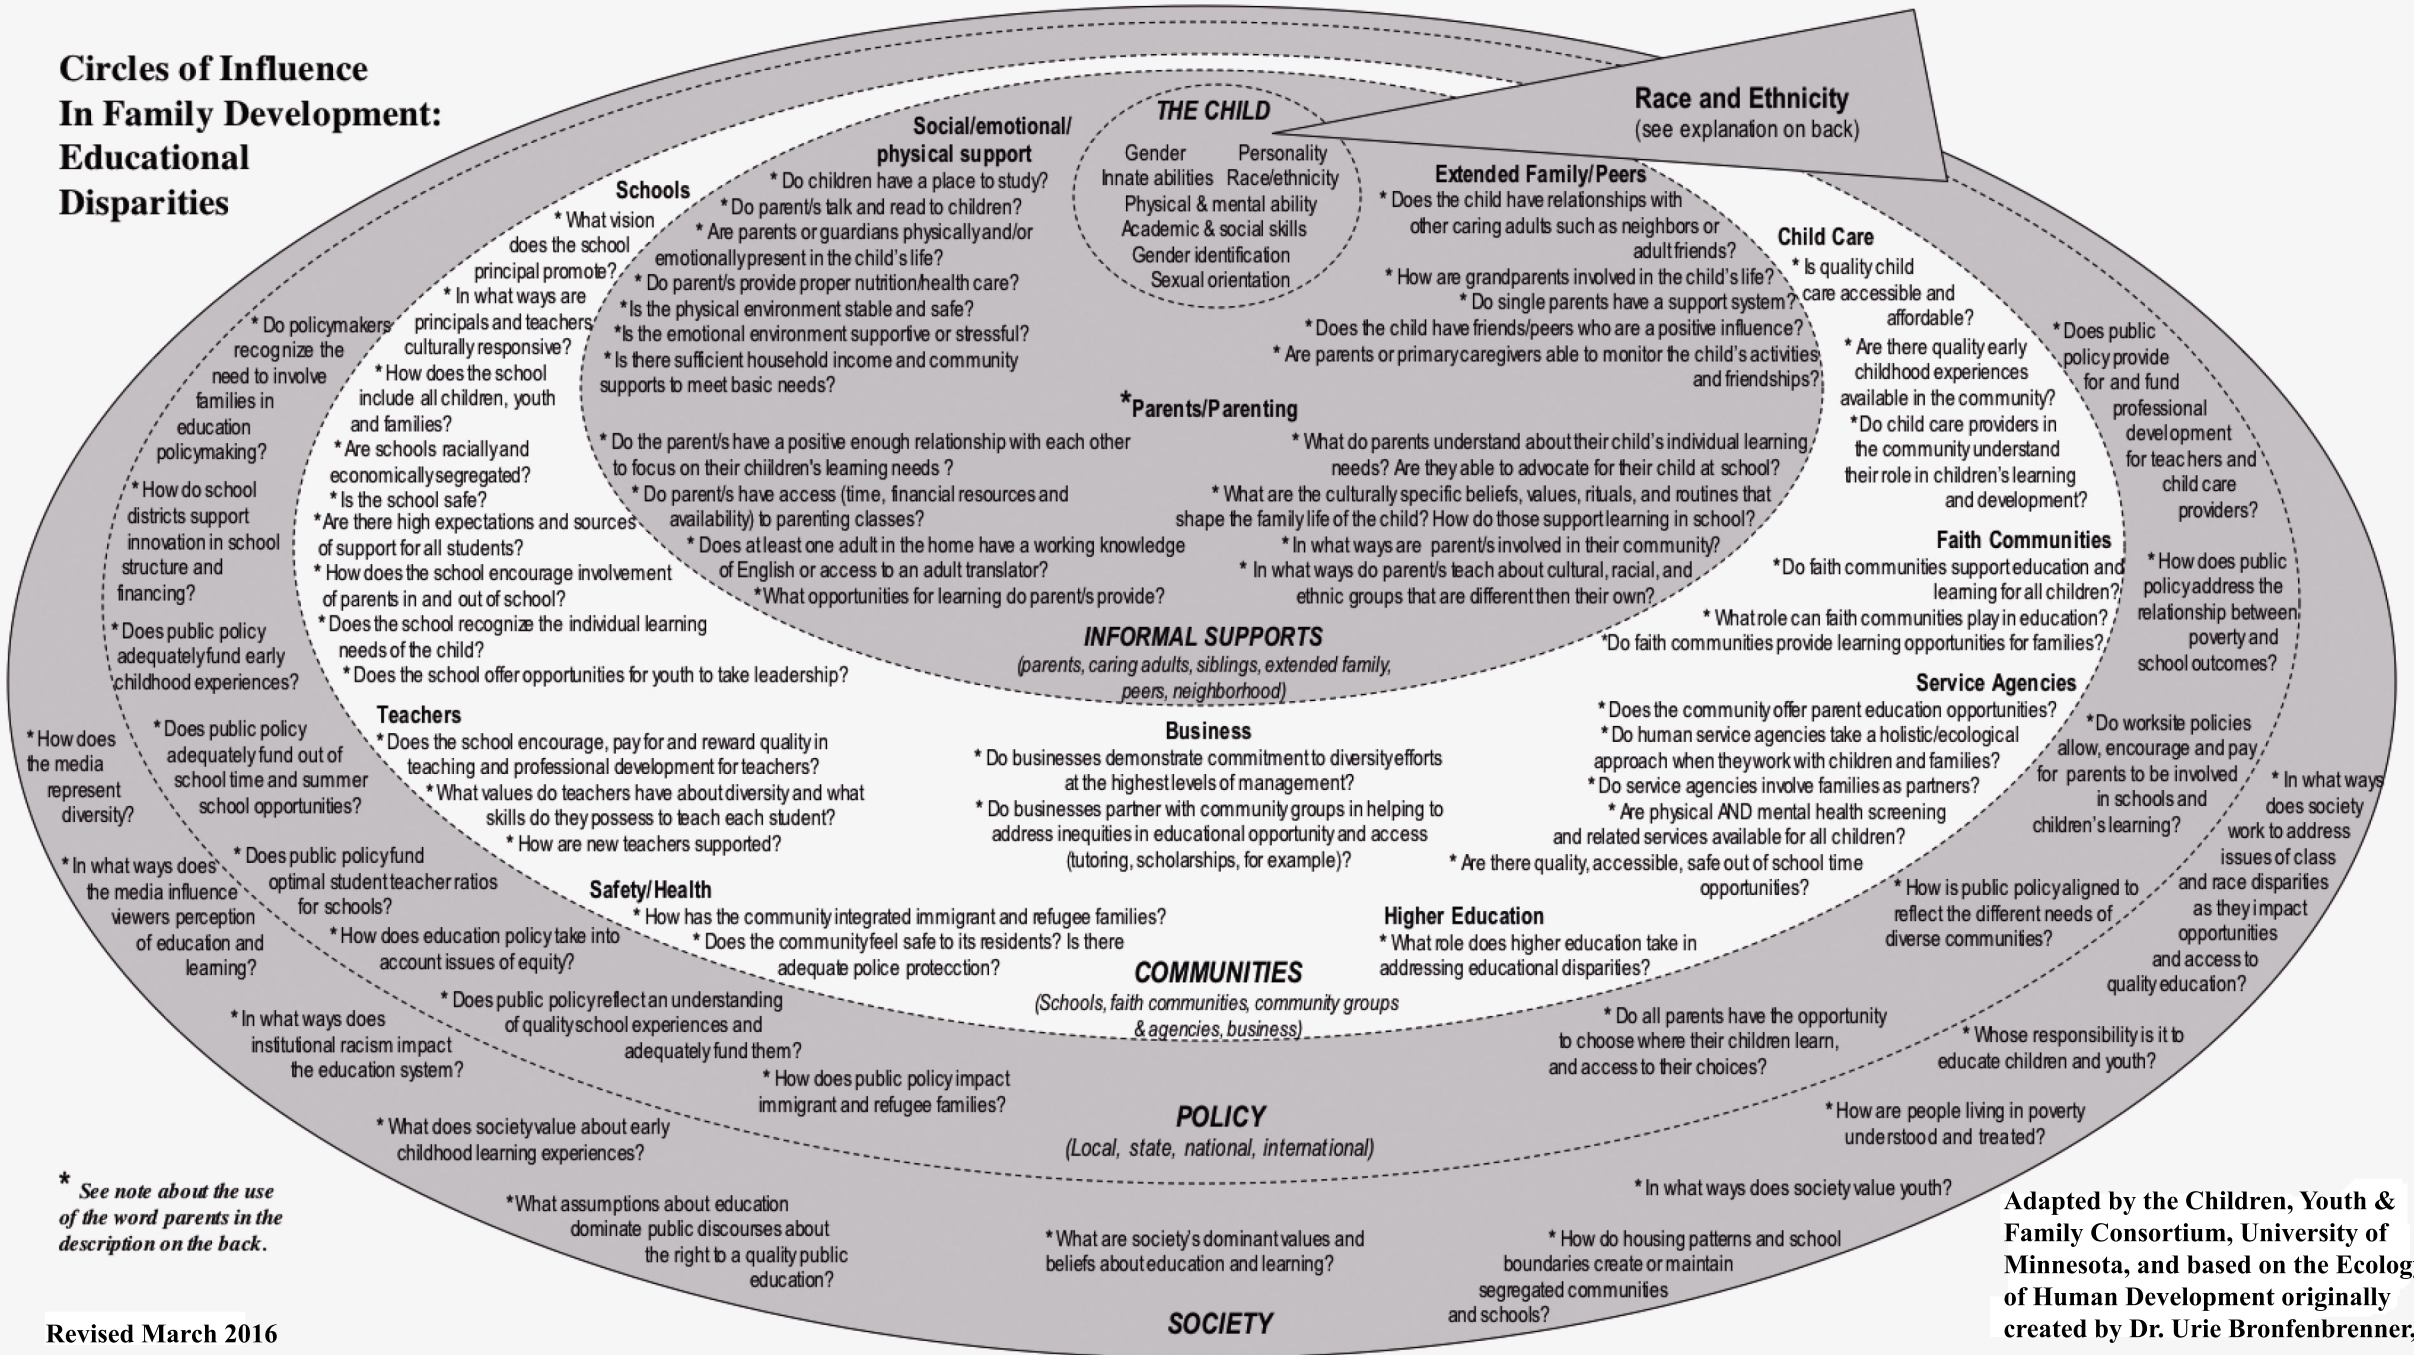 Circles of Influence
In Family Development:
Educational
Disparities
THE CHILD
Gender Personality
Innate abilities Race/ethnicity
Physical & mental ability
Academic & social skills
Gender identification
Sexual orientation
Race and Ethnicity
(see explanation on back)
Social/emotional/
physical support
* Do children have a place to study?
* Do parent/s talk and read to children?
* Are parents or guardians physically and/or
emotionally present in the child's life?
* Do parent/s provide proper nutrition/health care?
* Is the physical environment stable and safe?
* Is the emotional environment supportive or stressful?
* Is there sufficient household income and community
supports to meet basic needs?
Extended Family/Peers
* Does the child have relationships with
other caring adults such as neighbors or
adult friends?
* How are grandparents involved in the child's life?
* Do single parents have a support system?
* Does the child have friends/peers who are a positive influence?
* Are parents or primary caregivers able to monitor the child's activities
and friendships?
*Parents/Parenting
* Do the parent/s have a positive enough relationship with each other
to focus on their chiildren's learning needs ?
* Do parent/s have access (time, financial resources and
availability) to parenting classes?
* Does at least one adult in the home have a working knowledge
of English or access to an adult translator?
*What opportunities for learning do parent/s provide?
* What do parents understand about their child's individual learning
needs? Are they able to advocate for their child at school?
* What are the culturally specific beliefs, values, rituals, and routines that
shape the family life of the child? How do those support learning in school?
* In what ways are parent/s involved in their community?
* In what ways do parent/s teach about cultural, racial, and
ethnic groups that are different then their own?
INFORMAL SUPPORTS
(parents, caring adults, siblings, extended family,
peers, neighborhood)
Schools
* What vision
does the school
principal promote?
* In what ways are
principals and teachers
culturally responsive?
* How does the school
include all children, youth
and families?
* Are schools racially and
economically segregated?
* Is the school safe?
*Are there high expectations and sources
of support for all students?
* How does the school encourage involvement
of parents in and out of school?
* Does the school recognize the individual learning
needs of the child?
* Does the school offer opportunities for youth to take leadership?
Teachers
* Does the school encourage, pay for and reward quality in
teaching and professional development for teachers?
*What values do teachers have about diversity and what
skills do they possess to teach each student?
* How are new teachers supported?
Safety/Health
* How has the community integrated immigrant and refugee families?
* Does the community feel safe to its residents? Is there
adequate police protecction?
Business
* Do businesses demonstrate commitment to diversity efforts
at the highest levels of management?
* Do businesses partner with community groups in helping to
address inequities in educational opportunity and access
(tutoring, scholarships, for example)?
Child Care
* Is quality child
care accessible and
affordable?
* Are there quality early
childhood experiences
available in the community?
*Do child care providers in
the community understand
their role in children's learning
and development?
Faith Communities
*Do faith communities support education and
learning for all children?
* What role can faith communities play in education?
*Do faith communities provide learning opportunities for families?
Service Agencies
* Does the community offer parent education opportunities?
* Do human service agencies take a holistic/ecological
approach when they work with children and families?
* Do service agencies involve families as partners?
* Are physical AND mental health screening
and related services available for all children?
* Are there quality, accessible, safe out of school time
opportunities?
Higher Education
* What role does higher education take in
addressing educational disparities?
COMMUNITIES
(Schools, faith communities, community groups
& agencies, business)
* Do policymakers
recognize the
need to involve
families in
education
policymaking?
* How do school
districts support
innovation in school
structure and
financing?
* Does public policy
adequately fund early
childhood experiences?
* Does public policy
adequately fund out of
school time and summer
school opportunities?
* Does public policy fund
optimal student teacher ratios
for schools?
* How does education policy take into
account issues of equity?
* Does public policy reflect an understanding
of quality school experiences and
adequately fund them?
* How does public policy impact
immigrant and refugee families?
* Does public
policy provide
for and fund
professional
development
for teachers and
child care
providers?
* How does public
policy address the
relationship between
poverty and
school outcomes?
*Do worksite policies
allow, encourage and pay
for parents to be involved
in schools and
children's learning?
* How is public policy aligned to
reflect the different needs of
diverse communities?
* Do all parents have the opportunity
to choose where their children learn,
and access to their choices?
POLICY
(Local, state, national, international)
* How does
the media
represent
diversity?
* In what ways does
the media influence
viewers perception
of education and
learning?
* In what ways does
institutional racism impact
the education system?
* What does society value about early
childhood learning experiences?
*What assumptions about education
dominate public discourses about
the right to a quality public
education?
* What are society's dominant values and
beliefs about education and learning?
* In what ways
does society
work to address
issues of class
and race disparities
as they impact
opportunities
and access to
quality education?
* Whose responsibility is it to
educate children and youth?
* How are people living in poverty
understood and treated?
* In what ways does society value youth?
* How do housing patterns and school
boundaries create or maintain
segregated communities
and schools?
SOCIETY
* See note about the use
of the word parents in the
description on the back.
Revised March 2016
Adapted by the Children, Youth &
Family Consortium, University of
Minnesota, and based on the Ecology
of Human Development originally
created by Dr. Urie Bronfenbrenner,